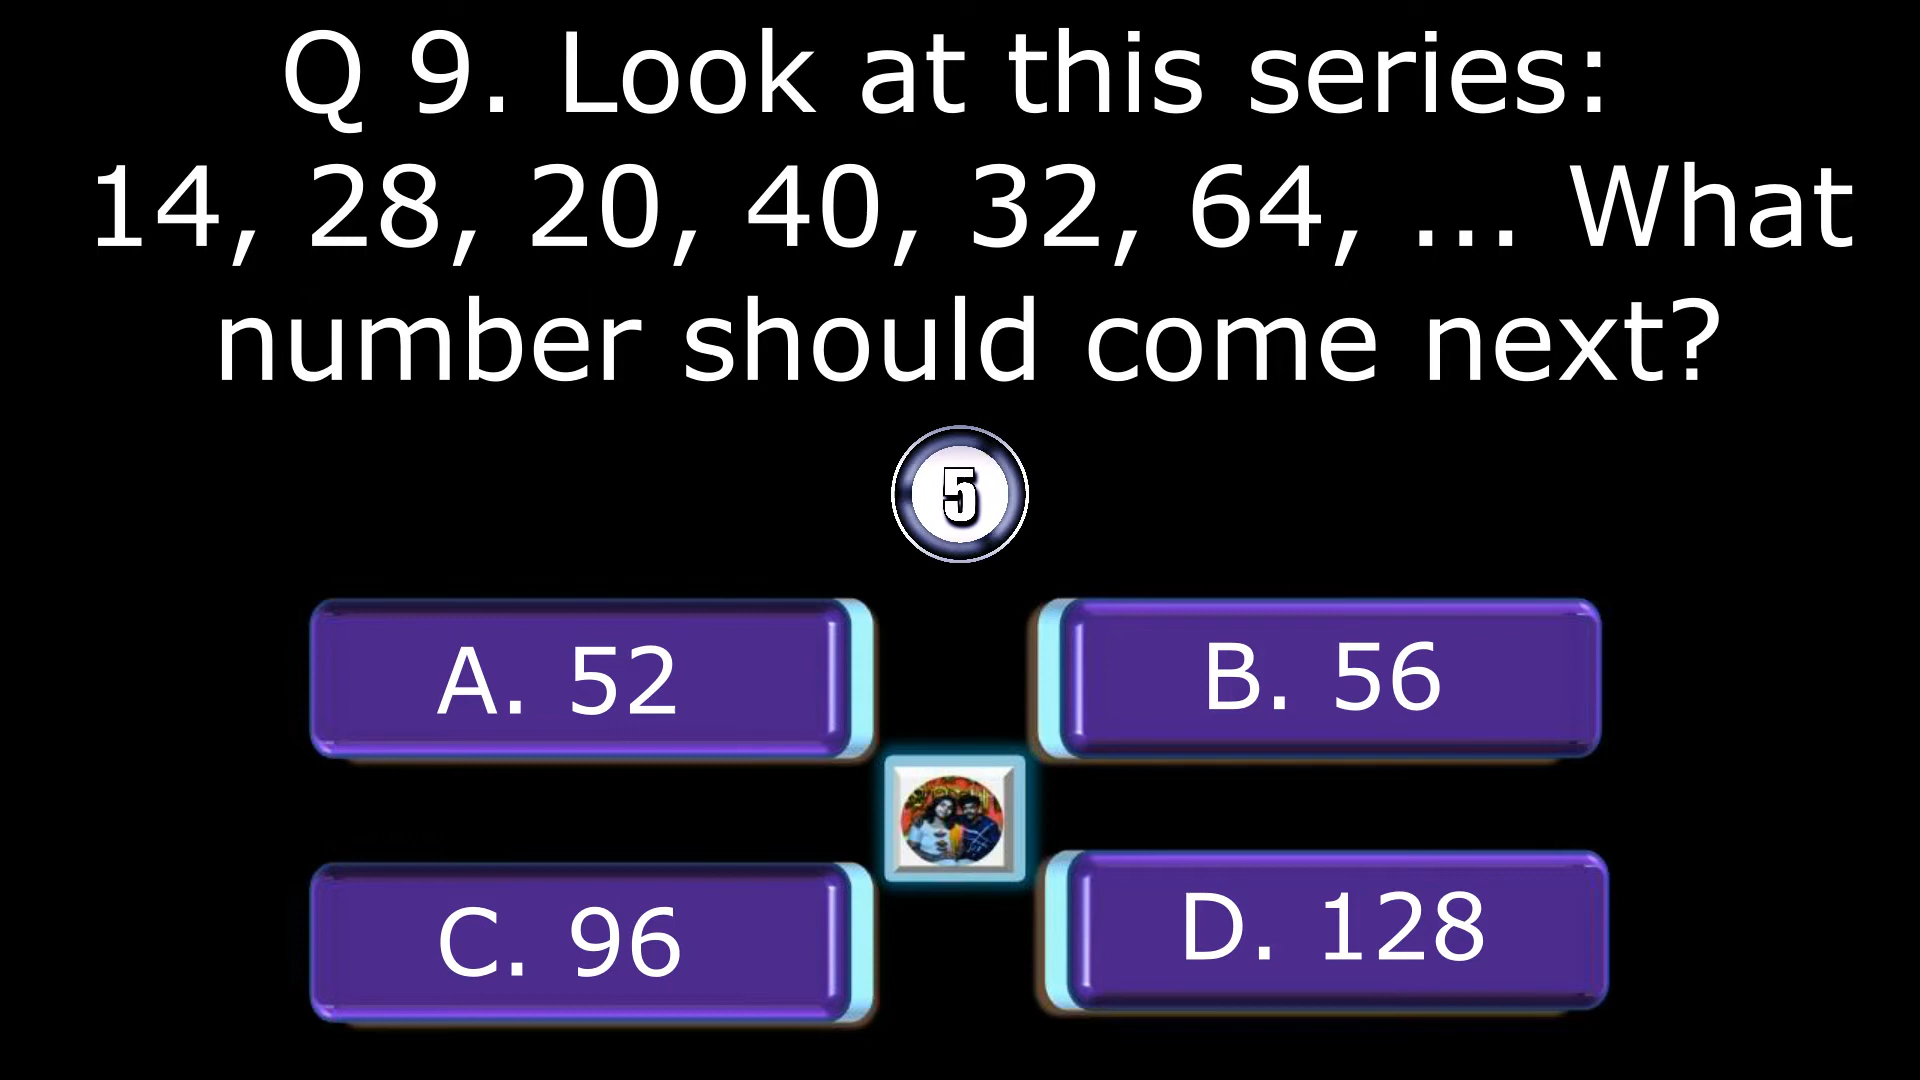 Q 9. Look at this series:
14, 28, 20, 40, 32, 64, ... What
number should come next?
5
A. 52
B. 56
C. 96
D. 128